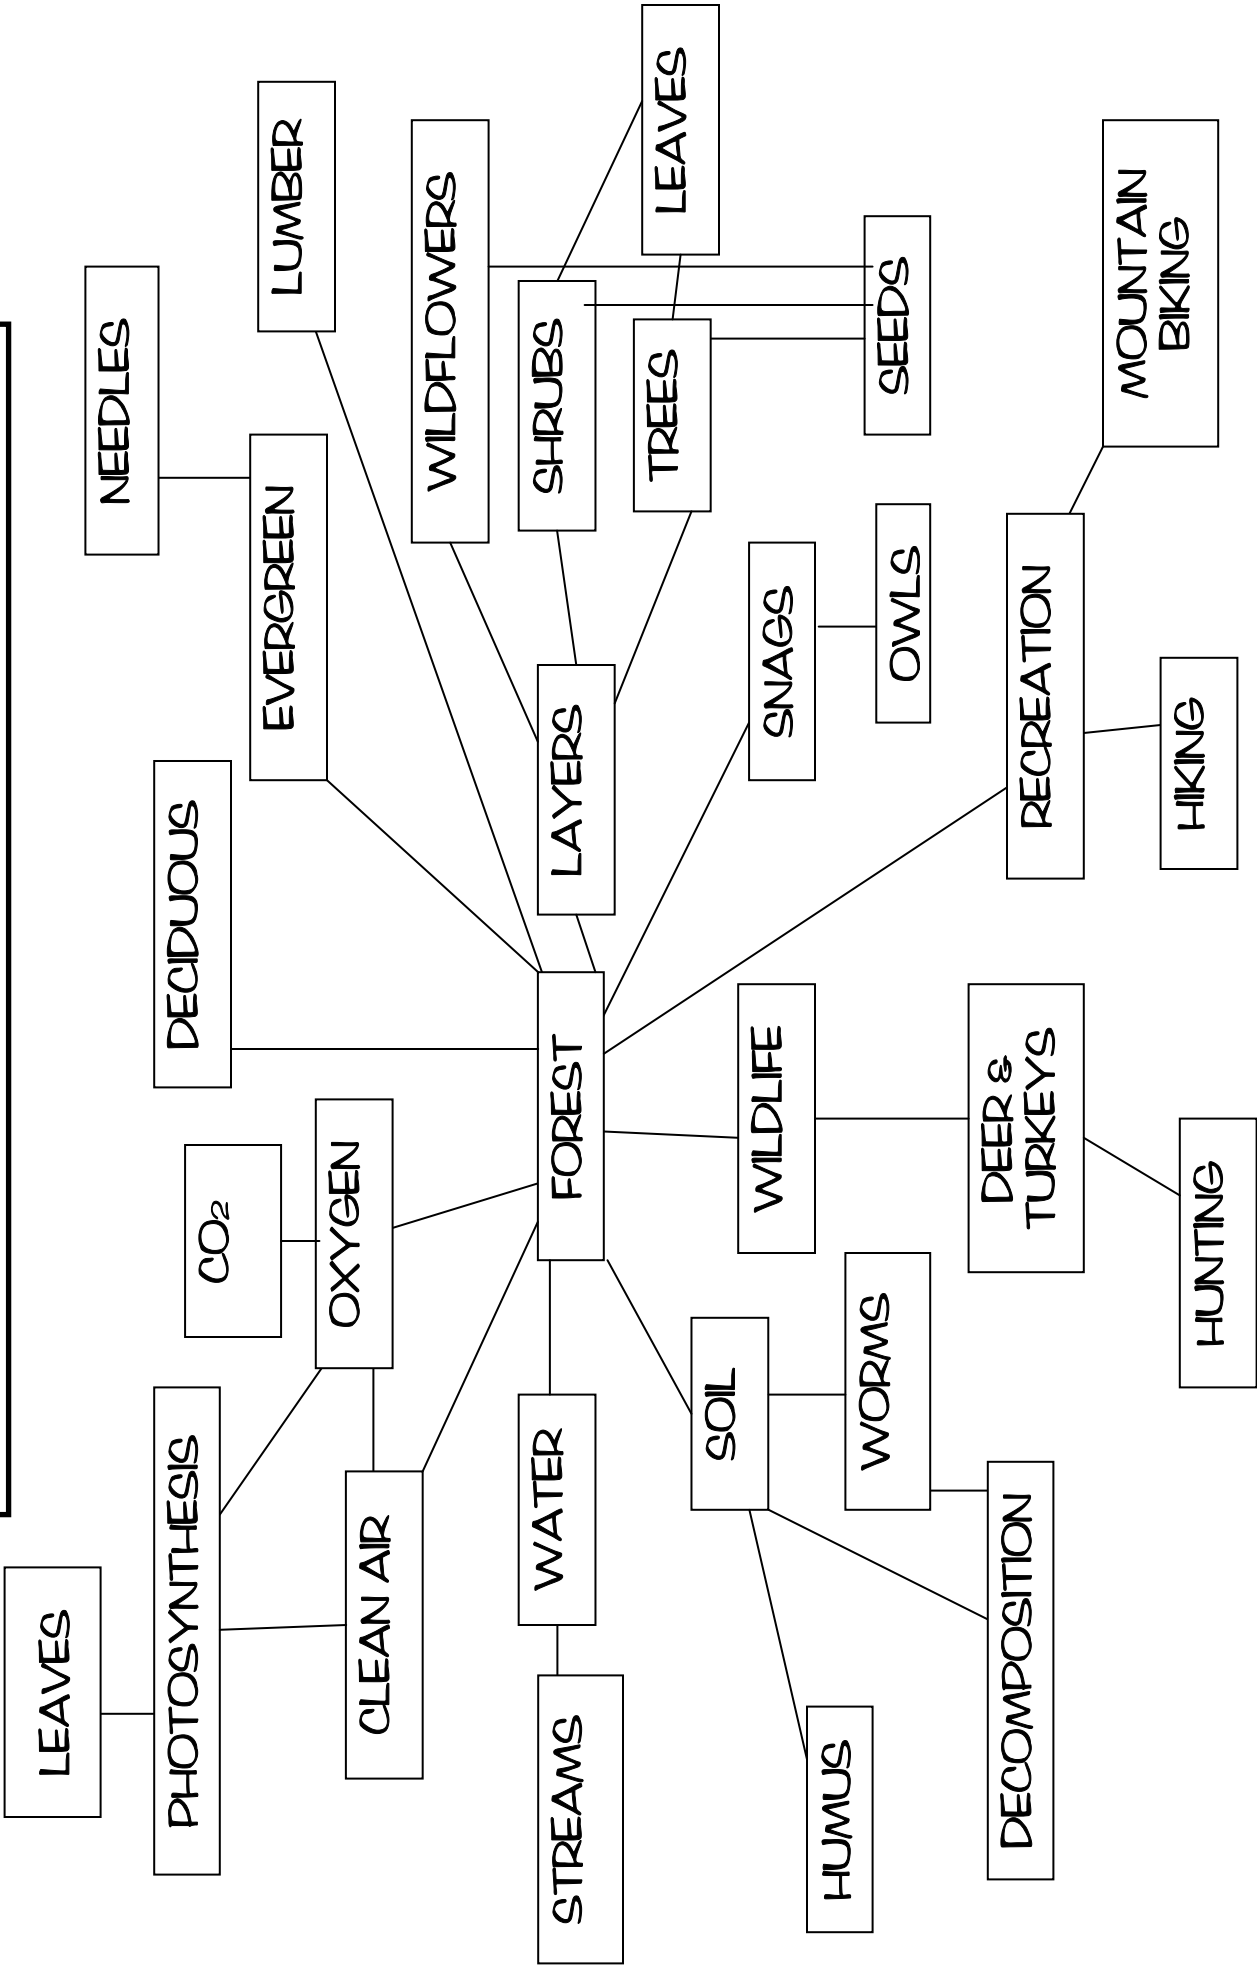 LEAVES
NEEDLES
PHOTOSYNTHESIS
CO₂
DECIDUOUS
EVERGREEN
LUMBER
OXYGEN
CLEAN AIR
WILDFLOWERS
STREAMS
WATER
FOREST
LAYERS
SHRUBS
TREES
LEAVES
SOIL
WILDLIFE
SNAGS
HUMUS
WORMS
OWLS
SEEDS
DECOMPOSITION
DEER &
TURKEYS
RECREATION
MOUNTAIN
BIKING
HUNTING
HIKING